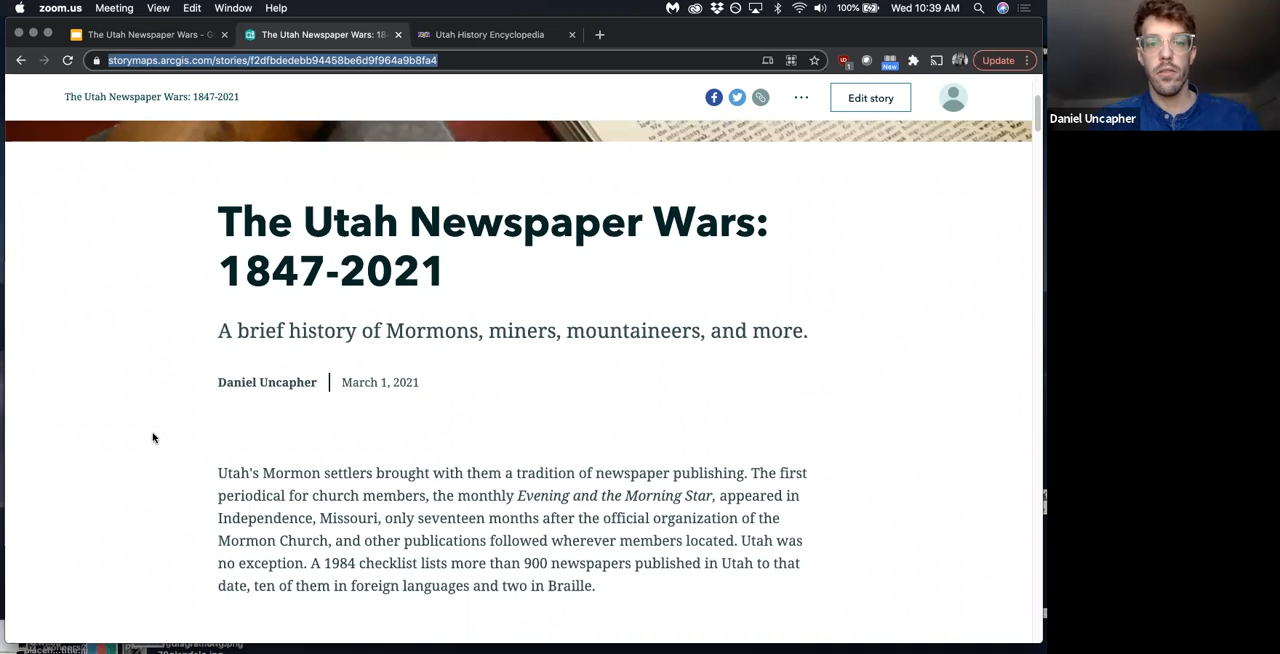 zoom.us Meeting View Edit Window Help 100% Wed 10:39 AM
The Utah Newspaper Wars - G The Utah Newspaper Wars: 18 Utah History Encyclopedia
storymaps.arcgis.com/stories/f2dfbdedebb94458be6d9f964a9b8fa4 1 New Update
The Utah Newspaper Wars: 1847-2021 Edit story
Daniel Uncapher
The Utah Newspaper Wars:
1847-2021
A brief history of Mormons, miners, mountaineers, and more.
Daniel Uncapher March 1, 2021
Utah's Mormon settlers brought with them a tradition of newspaper publishing. The first
periodical for church members, the monthly Evening and the Morning Star, appeared in
Independence, Missouri, only seventeen months after the official organization of the
Mormon Church, and other publications followed wherever members located. Utah was
no exception. A 1984 checklist lists more than 900 newspapers published in Utah to that
date, ten of them in foreign languages and two in Braille.